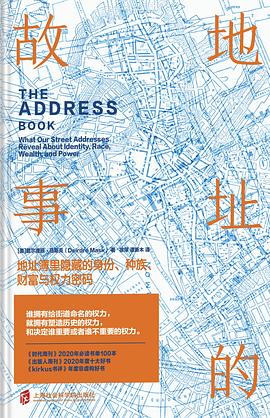 地址的
故事
THE
ADDRESS
BOOK
What Our Street Addresses
Reveal About Identity, Race,
Wealth, and Power
(Deirdre Mask) 著
译
地址簿里隐藏的身份、种族、
财富与权力密码
谁拥有给街道命名的权力,
就拥有塑造历史的权力,
和决定谁重要或者谁不重要的权力。
《时代周刊》2020年必读书单100本
《出版人周刊》2020年度十大好书
《kirkus书评》年度非虚构好书
上海社会科学院出版社